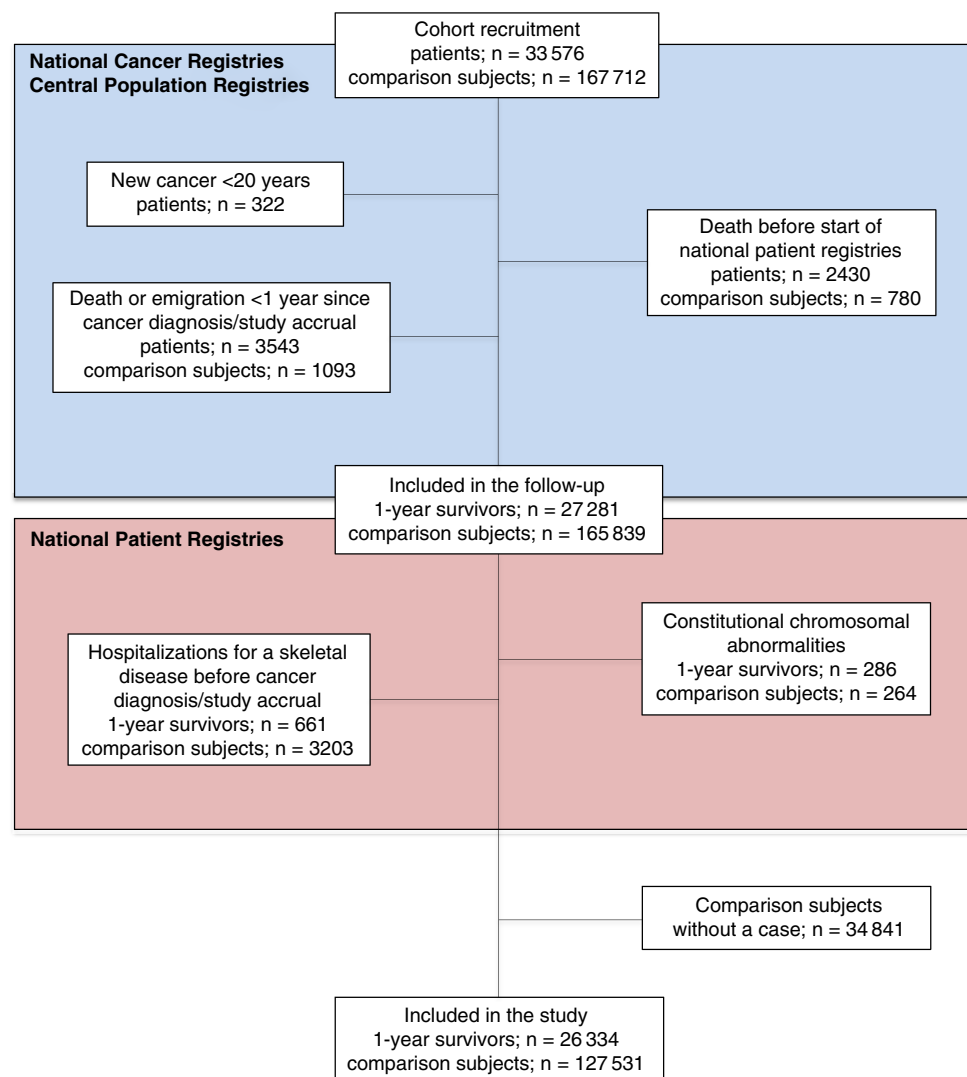 Cohort recruitment
patients; n = 33 576
comparison subjects; n = 167 712
National Cancer Registries
Central Population Registries
New cancer <20 years
patients; n = 322
Death before start of
national patient registries
patients; n = 2430
comparison subjects; n = 780
Death or emigration <1 year since
cancer diagnosis/study accrual
patients; n = 3543
comparison subjects; n = 1093
Included in the follow-up
1-year survivors; n = 27 281
comparison subjects; n = 165 839
National Patient Registries
Constitutional chromosomal
abnormalities
1-year survivors; n = 286
comparison subjects; n = 264
Hospitalizations for a skeletal
disease before cancer
diagnosis/study accrual
1-year survivors; n = 661
comparison subjects; n = 3203
Comparison subjects
without a case; n = 34 841
Included in the study
1-year survivors; n = 26 334
comparison subjects; n = 127 531